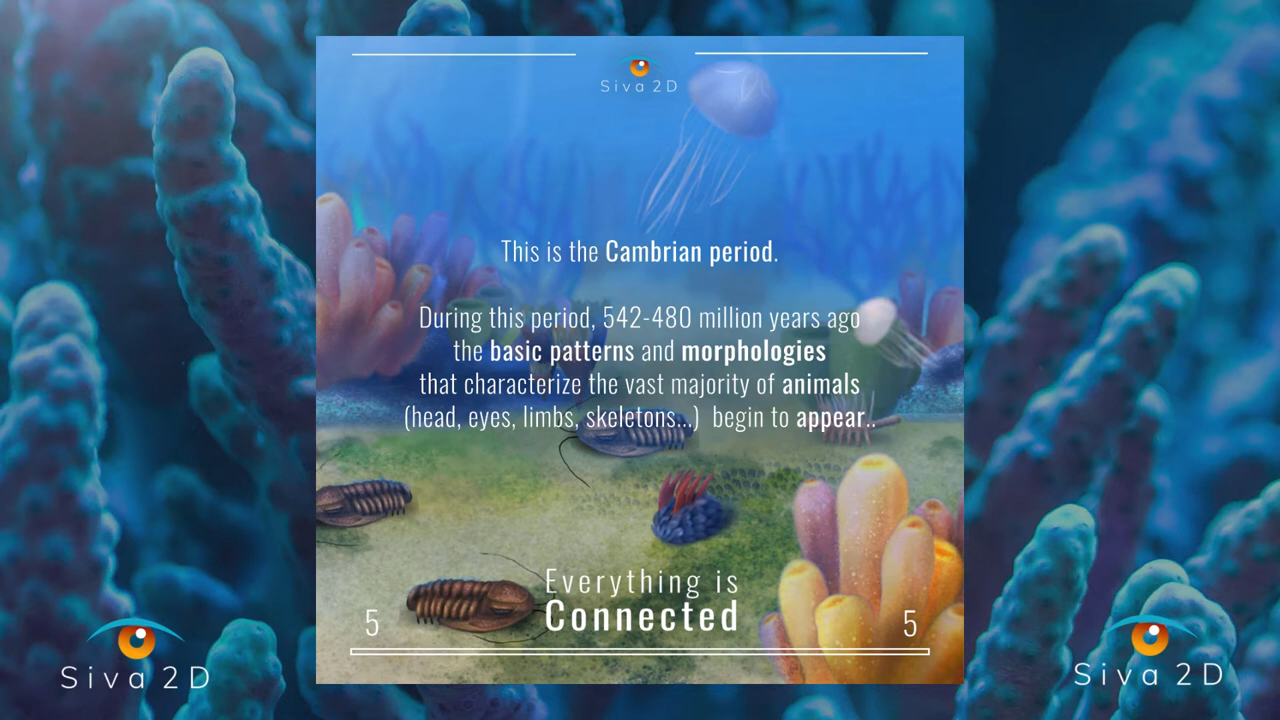 Siva 2D
This is the Cambrian period.
During this period, 542-480 million years ago
the basic patterns and morphologies
that characterize the vast majority of animals
(head, eyes, limbs, skeletons...) begin to appear..
Everything is
Connected
5
5
Siva 2D
Siva 2D